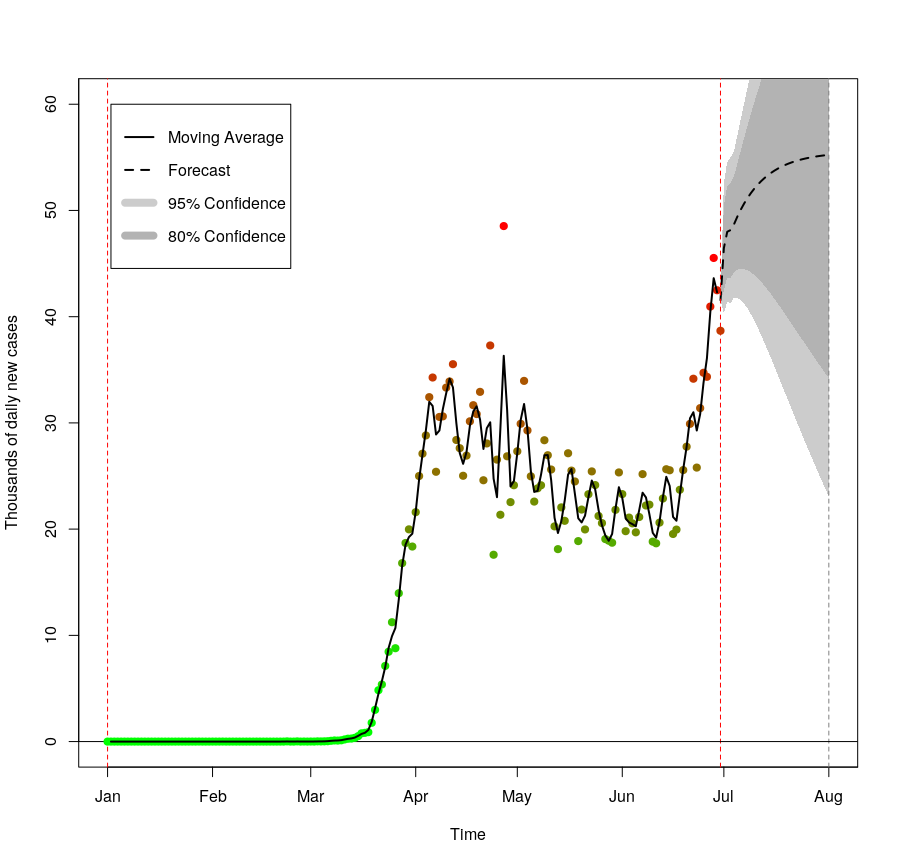 60
50
40
30
20
10
0
Thousands of daily new cases
Moving Average
Forecast
95% Confidence
80% Confidence
Jan Feb Mar Apr May Jun Jul Aug
Time